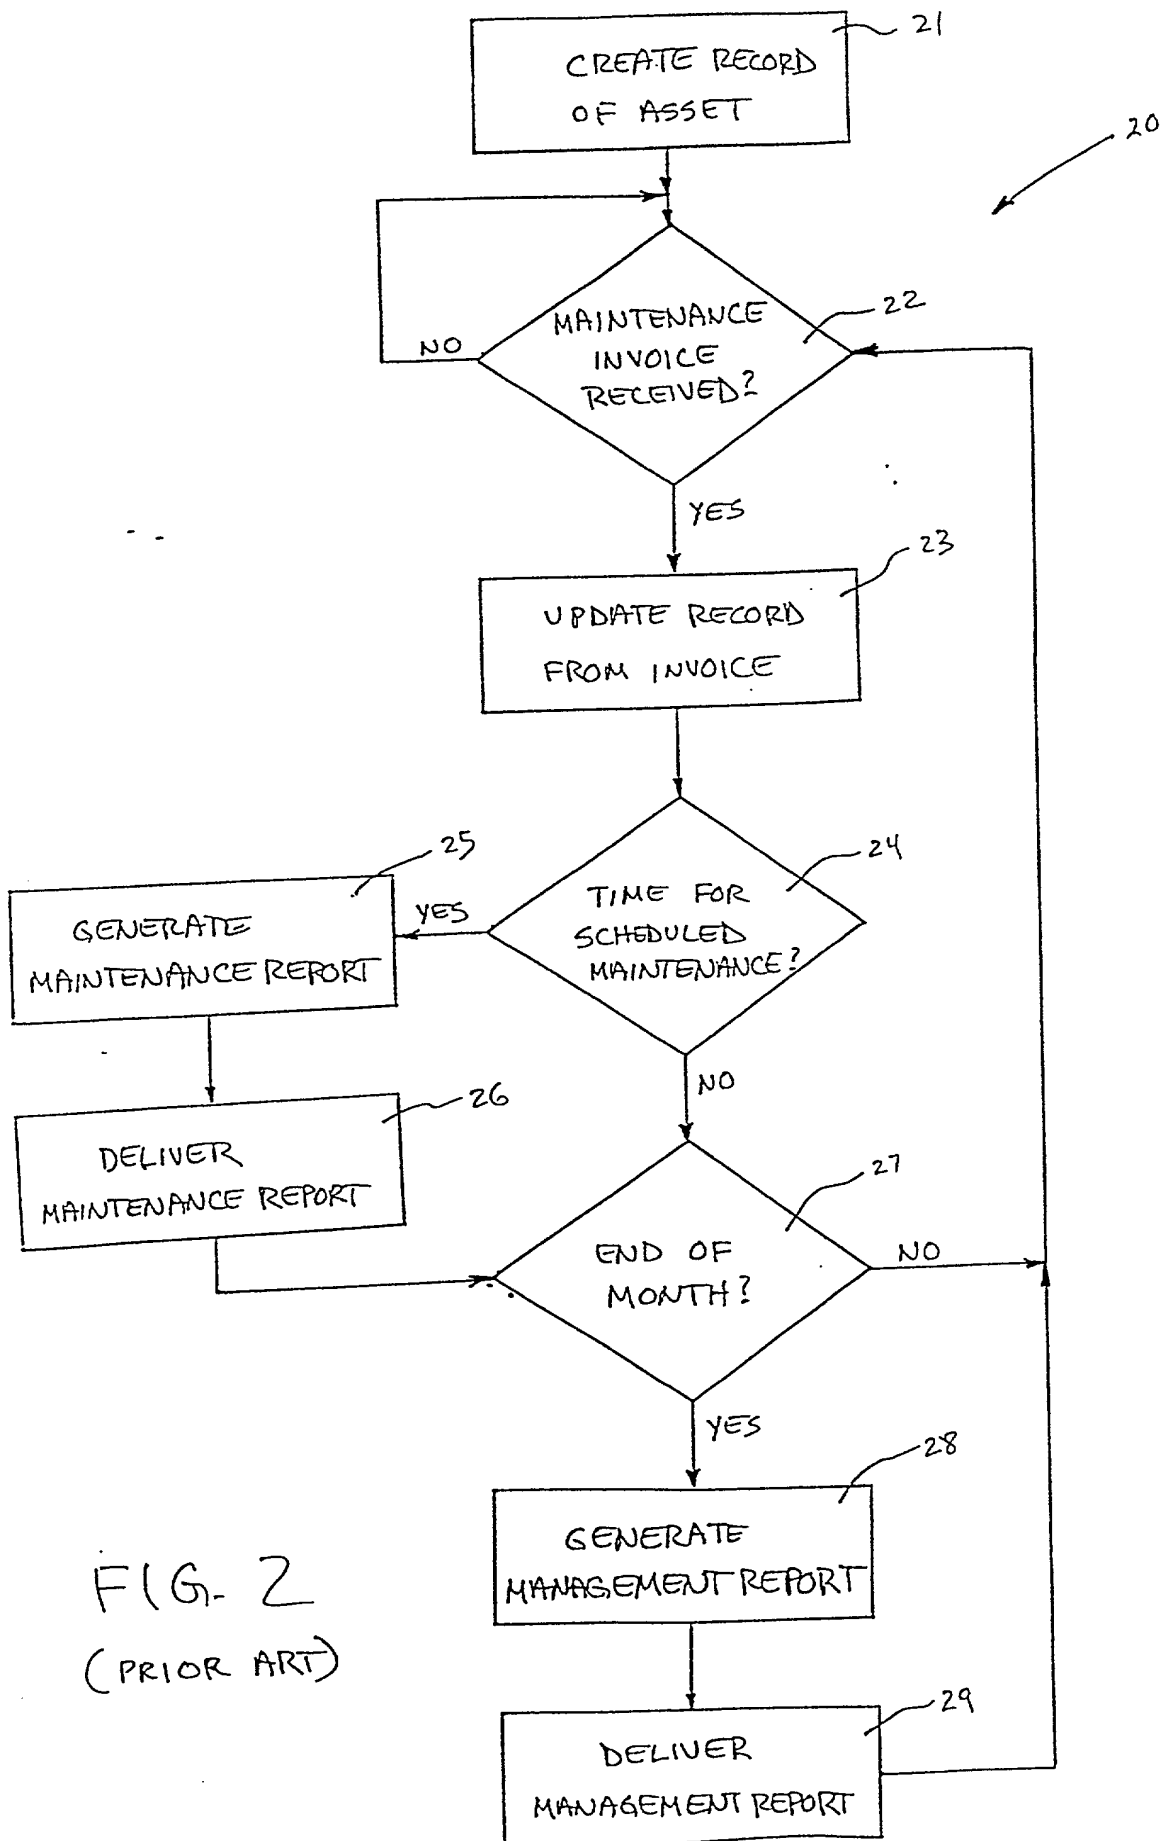 21
CREATE RECORD
OF ASSET
20
22
MAINTENANCE
INVOICE
RECEIVED?
NO
YES
23
UPDATE RECORD
FROM INVOICE
24
TIME FOR
SCHEDULED
MAINTENANCE?
YES
25
GENERATE
MAINTENANCE REPORT
NO
26
DELIVER
MAINTENANCE REPORT
27
END OF
MONTH?
NO
YES
28
GENERATE
MANAGEMENT REPORT
29
DELIVER
MANAGEMENT REPORT
FIG. 2
(PRIOR ART)